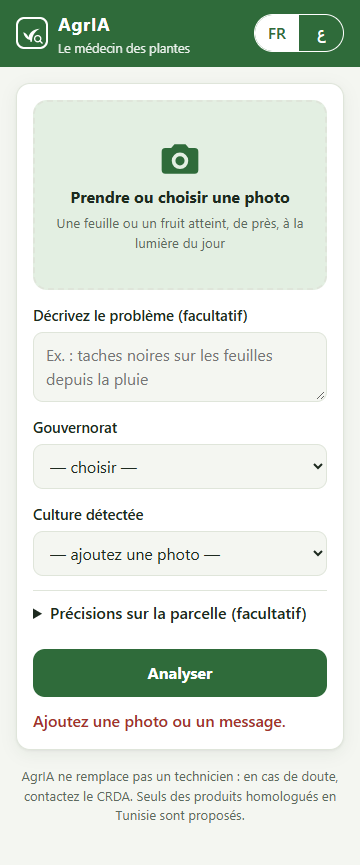 AgrIA
Le médecin des plantes
FR
ع
Prendre ou choisir une photo
Une feuille ou un fruit atteint, de près, à la
lumière du jour
Décrivez le problème (facultatif)
Ex. : taches noires sur les feuilles
depuis la pluie
Gouvernorat
— choisir —
Culture détectée
— ajoutez une photo —
Précisions sur la parcelle (facultatif)
Analyser
Ajoutez une photo ou un message.
AgrIA ne remplace pas un technicien : en cas de doute,
contactez le CRDA. Seuls des produits homologués en
Tunisie sont proposés.